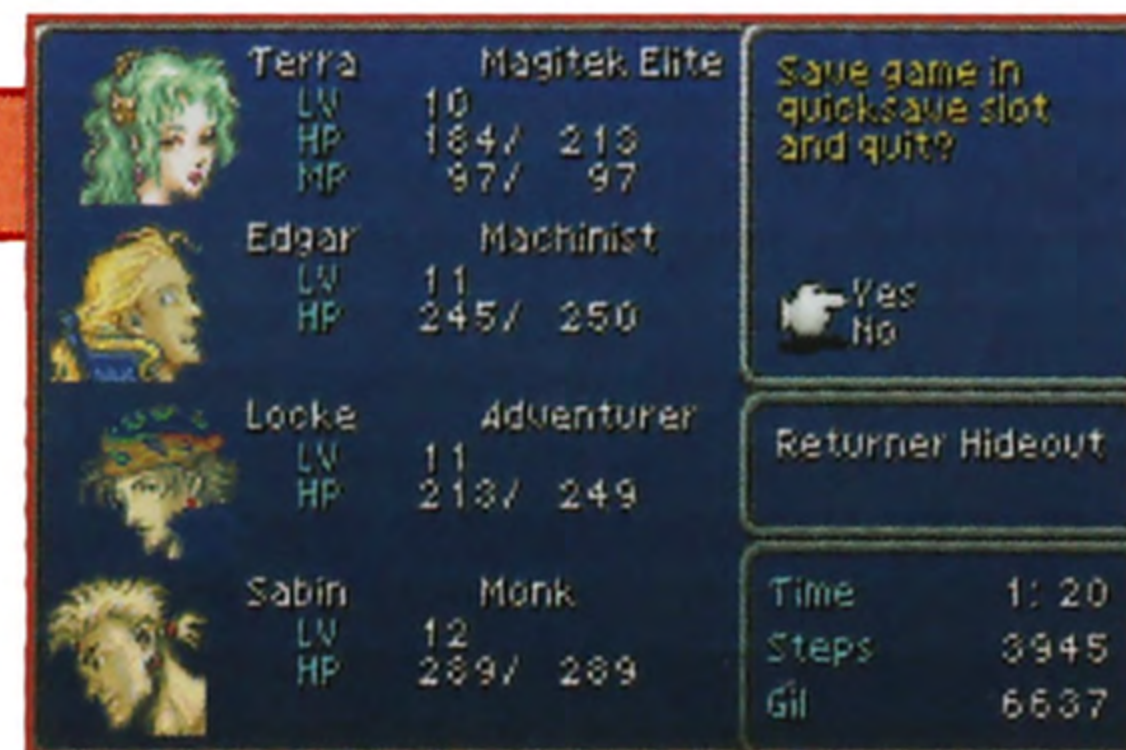 Terra Magitek Elite
LV 10
HP 184/ 213
MP 97/ 97
Edgar Machinist
LV 11
HP 245/ 250
Locke Adventurer
LV 11
HP 213/ 249
Sabin Monk
LV 12
HP 289/ 289
Save game in
quicksave slot
and quit?
Yes
No
Returner Hideout
Time 1: 20
Steps 3945
Gil 6637